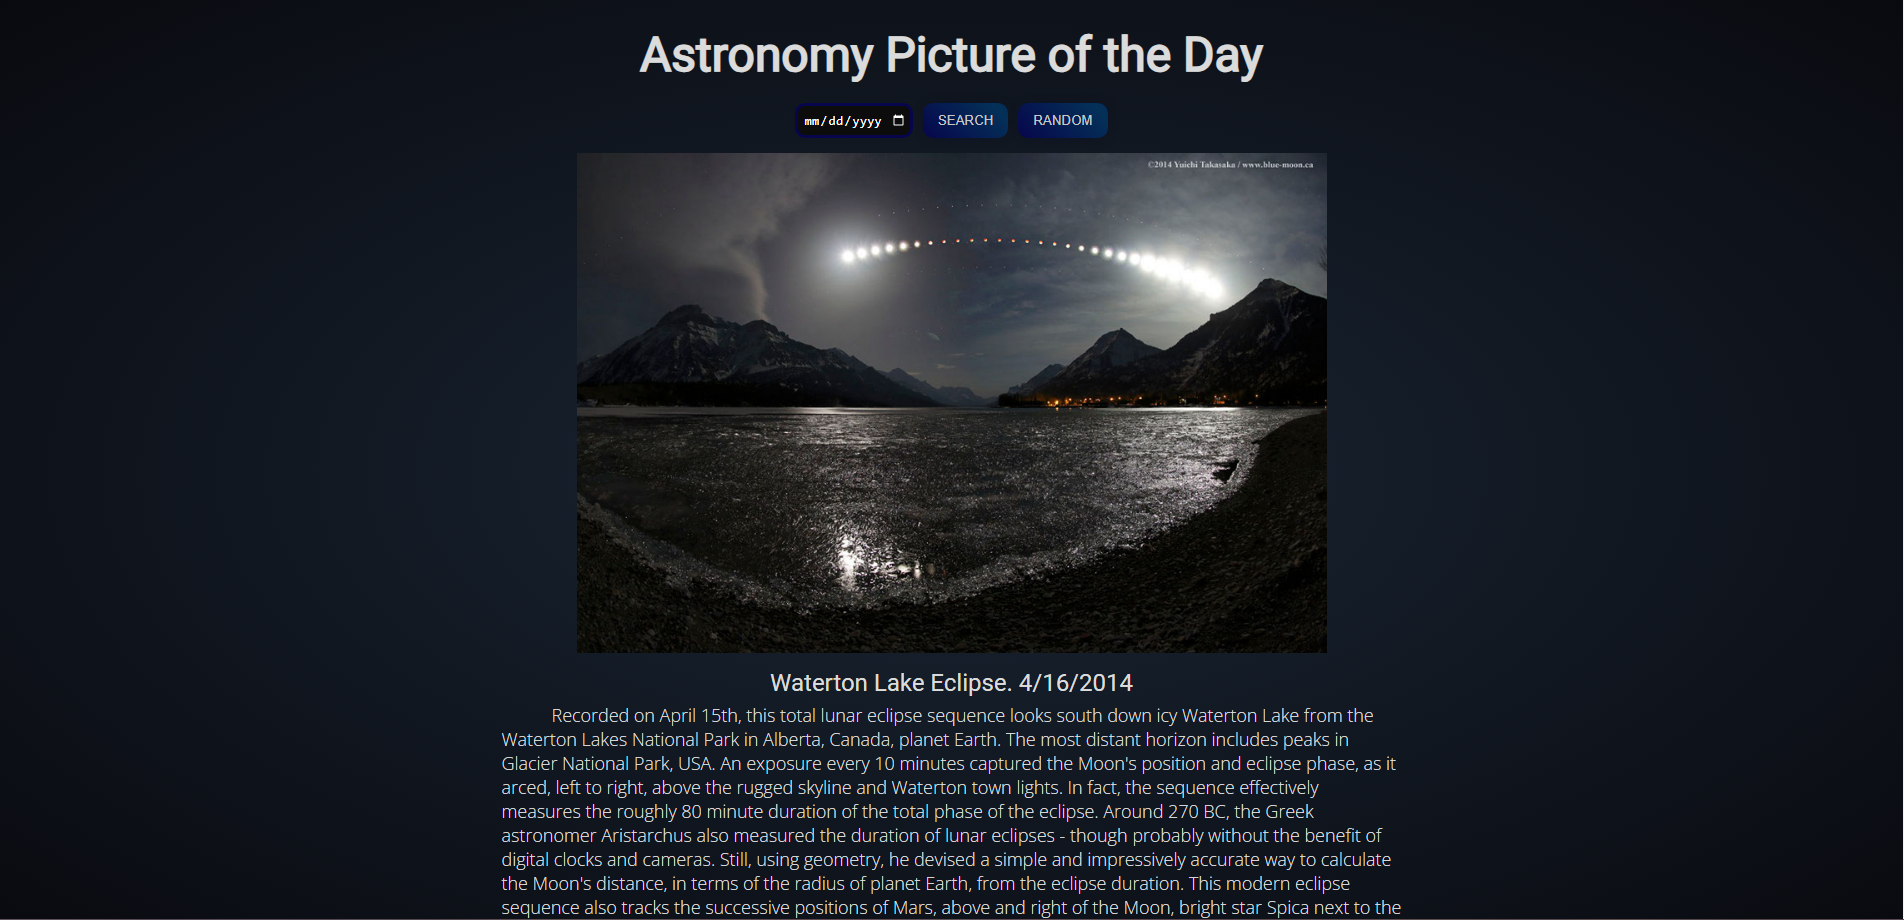 Astronomy Picture of the Day
mm/dd/yyyy SEARCH RANDOM
©2014 Yuichi Takasaka / www.blue-moon.ca
Waterton Lake Eclipse. 4/16/2014
Recorded on April 15th, this total lunar eclipse sequence looks south down icy Waterton Lake from the
Waterton Lakes National Park in Alberta, Canada, planet Earth. The most distant horizon includes peaks in
Glacier National Park, USA. An exposure every 10 minutes captured the Moon's position and eclipse phase, as it
arced, left to right, above the rugged skyline and Waterton town lights. In fact, the sequence effectively
measures the roughly 80 minute duration of the total phase of the eclipse. Around 270 BC, the Greek
astronomer Aristarchus also measured the duration of lunar eclipses - though probably without the benefit of
digital clocks and cameras. Still, using geometry, he devised a simple and impressively accurate way to calculate
the Moon's distance, in terms of the radius of planet Earth, from the eclipse duration. This modern eclipse
sequence also tracks the successive positions of Mars, above and right of the Moon, bright star Spica next to the